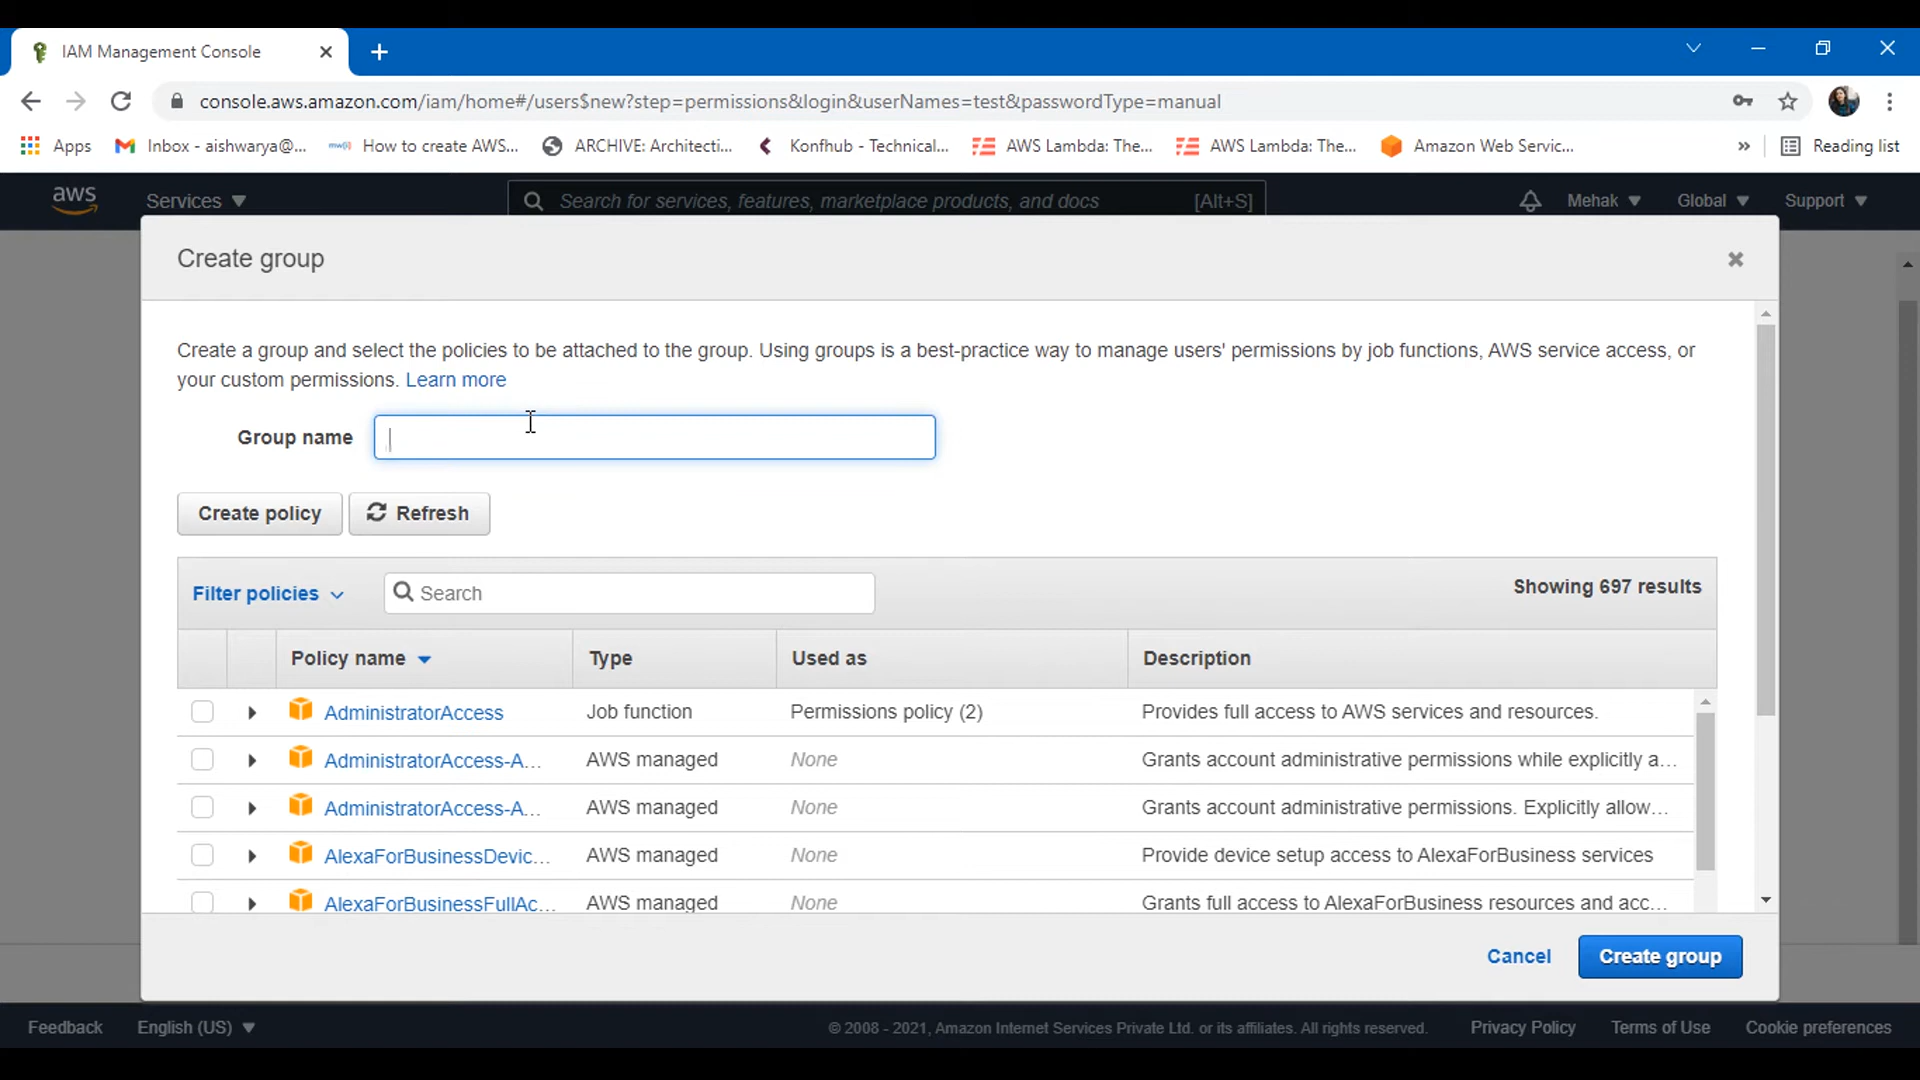 IAM Management Console
console.aws.amazon.com/iam/home#/users$new?step=permissions&login&userNames=test&passwordType=manual
Apps Inbox - aishwarya@... How to create AWS... ARCHIVE: Architecti... Konfhub - Technical... AWS Lambda: The... AWS Lambda: The... Amazon Web Servic... » Reading list
aws Services Search for services, features, marketplace products, and docs [Alt+S] Mehak Global Support
Create group
Create a group and select the policies to be attached to the group. Using groups is a best-practice way to manage users' permissions by job functions, AWS service access, or
your custom permissions. Learn more
Group name
Create policy Refresh
Filter policies Search Showing 697 results
Policy name Type Used as Description
AdministratorAccess Job function Permissions policy (2) Provides full access to AWS services and resources.
AdministratorAccess-A... AWS managed None Grants account administrative permissions while explicitly a...
AdministratorAccess-A... AWS managed None Grants account administrative permissions. Explicitly allow...
AlexaForBusinessDevic... AWS managed None Provide device setup access to AlexaForBusiness services
AlexaForBusinessFullAc... AWS managed None Grants full access to AlexaForBusiness resources and acc...
Cancel Create group
Feedback English (US) © 2008 - 2021, Amazon Internet Services Private Ltd. or its affiliates. All rights reserved. Privacy Policy Terms of Use Cookie preferences